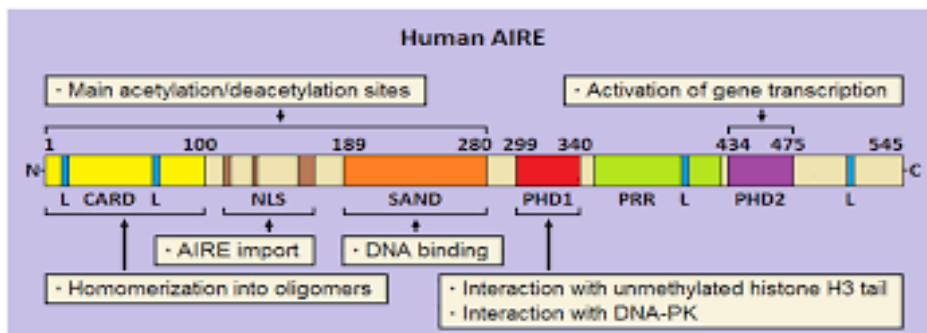 Human AIRE
- Main acetylation/deacetylation sites
- Activation of gene transcription
1 100 189 280 299 340 434 475 545
N C
L CARD L NLS SAND PHD1 PRR L PHD2 L
- AIRE import
- DNA binding
- Homomerization into oligomers
- Interaction with unmethylated histone H3 tail
- Interaction with DNA-PK